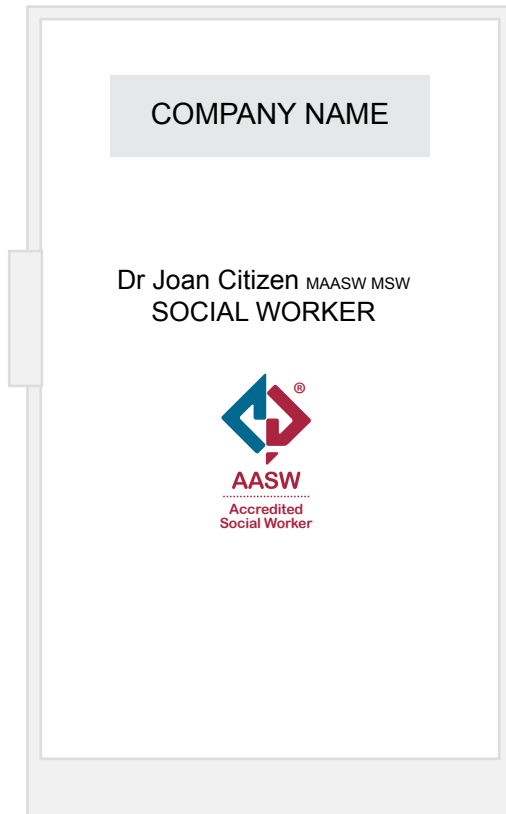 COMPANY NAME
Dr Joan Citizen MAASW MSW
SOCIAL WORKER
®
AASW
Accredited
Social Worker